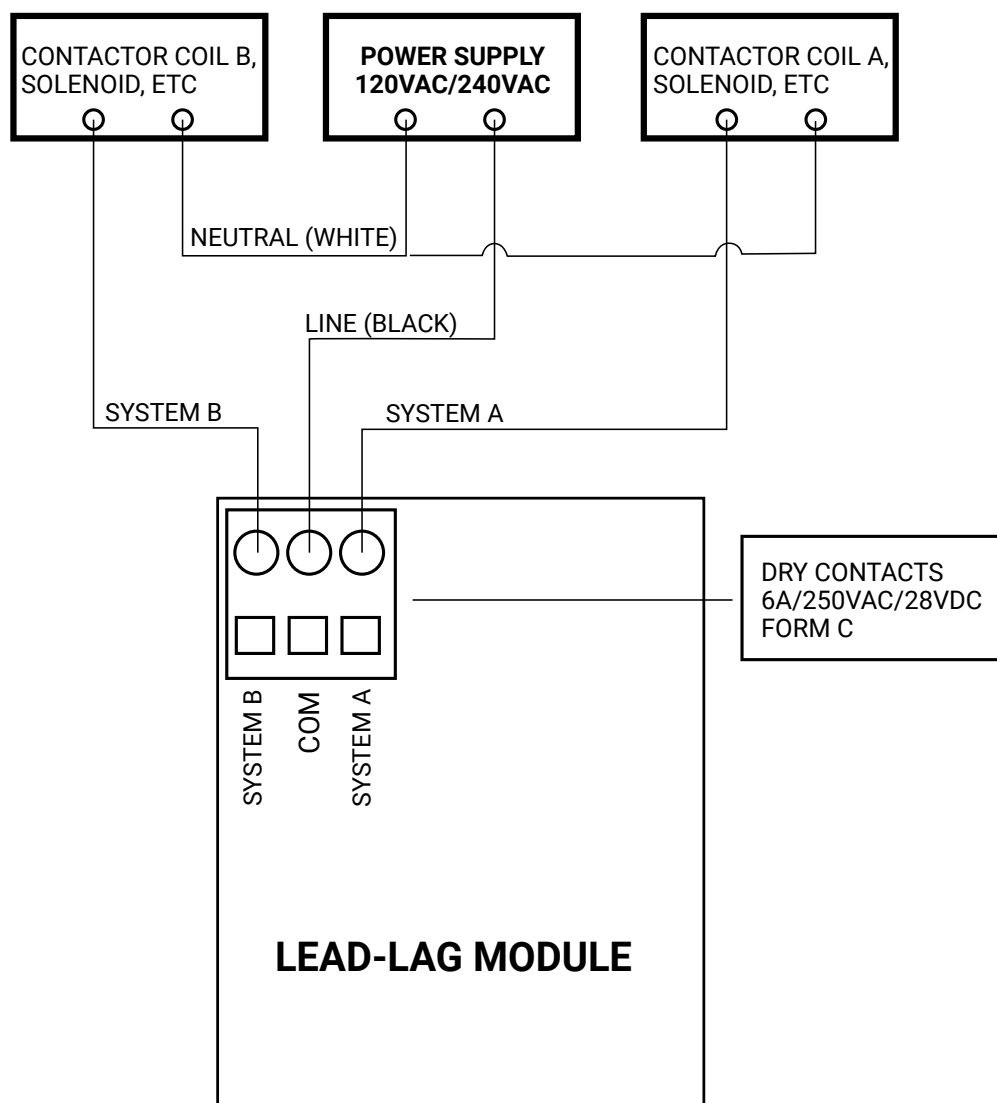 CONTACTOR COIL B,
SOLENOID, ETC
POWER SUPPLY
120VAC/240VAC
CONTACTOR COIL A,
SOLENOID, ETC
NEUTRAL (WHITE)
LINE (BLACK)
SYSTEM B
SYSTEM A
DRY CONTACTS
6A/250VAC/28VDC
FORM C
SYSTEM B
COM
SYSTEM A
LEAD-LAG MODULE